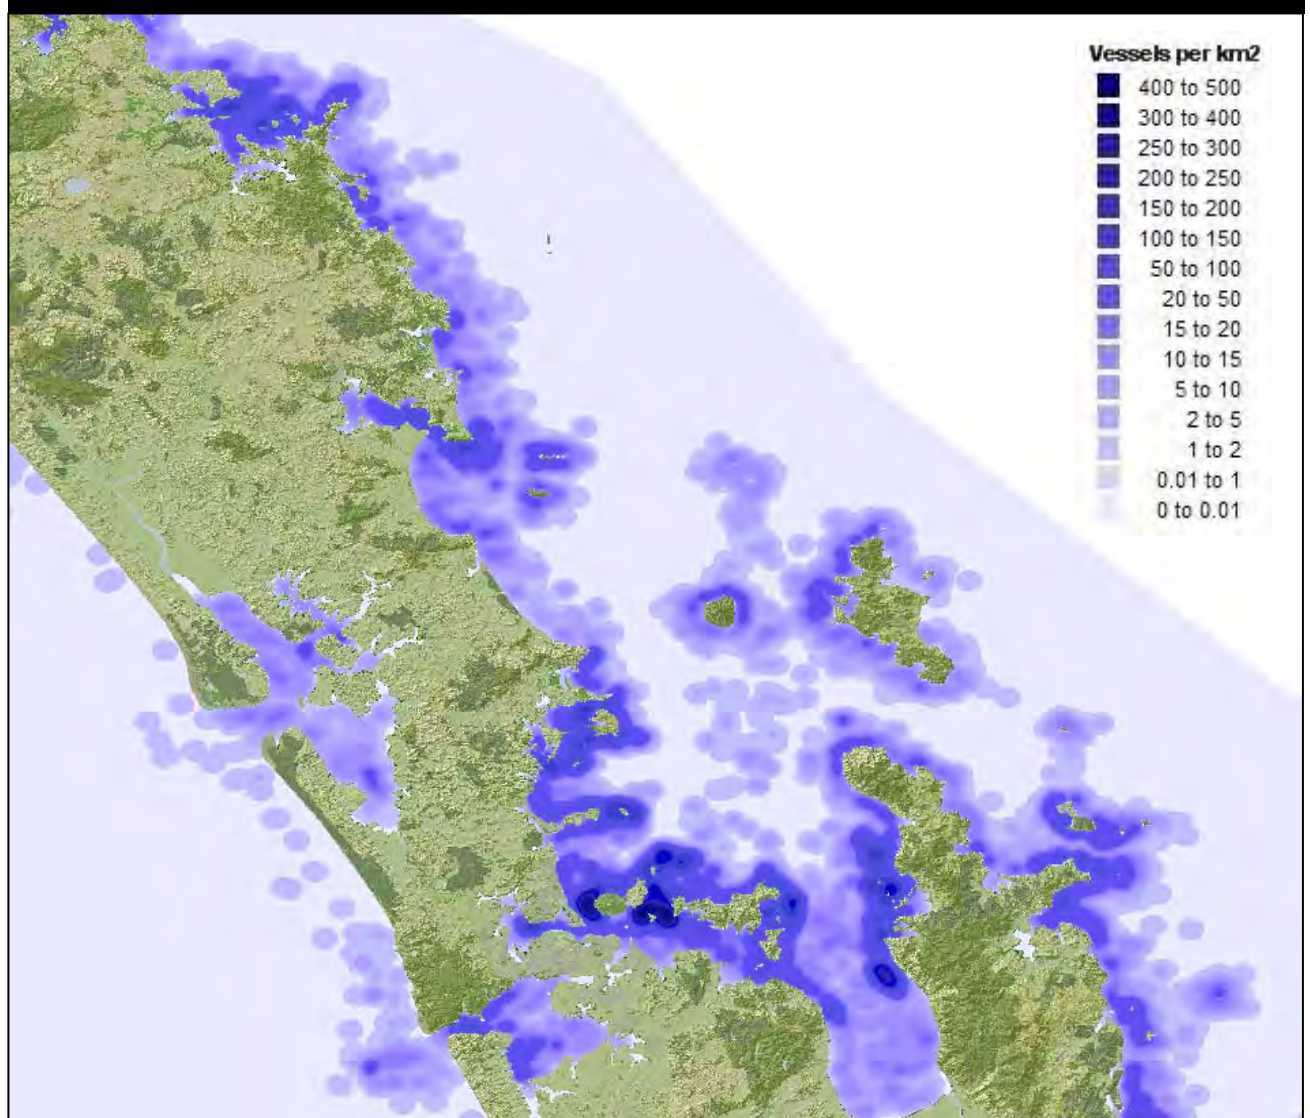 Vessels per km2
400 to 500
300 to 400
250 to 300
200 to 250
150 to 200
100 to 150
50 to 100
20 to 50
15 to 20
10 to 15
5 to 10
2 to 5
1 to 2
0.01 to 1
0 to 0.01